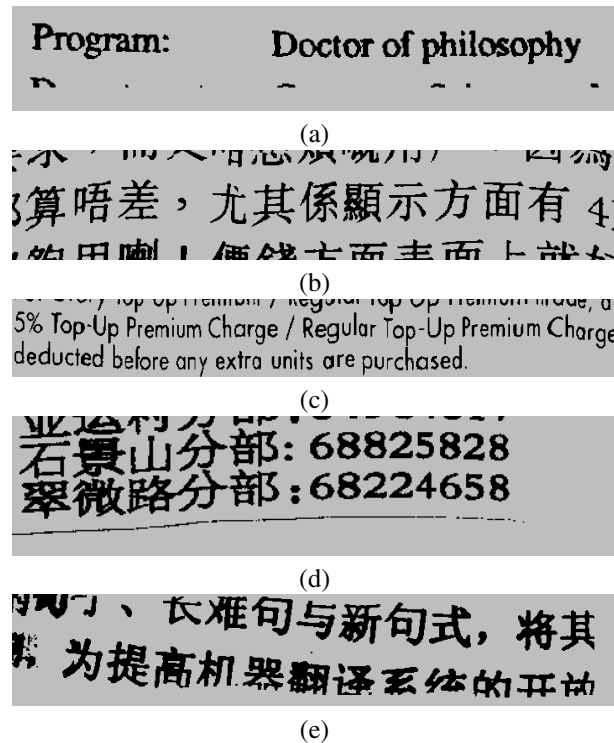 Program: Doctor of philosophy
(a)
算唔差，尤其係顯示方面有 4
(b)
5% Top-Up Premium Charge / Regular Top-Up Premium Charge
deducted before any extra units are purchased.
(c)
石景山分部: 68825828
翠微路分部:68224658
(d)
、长难句与新句式，将其
为提高机器翻译系统的开放
(e)